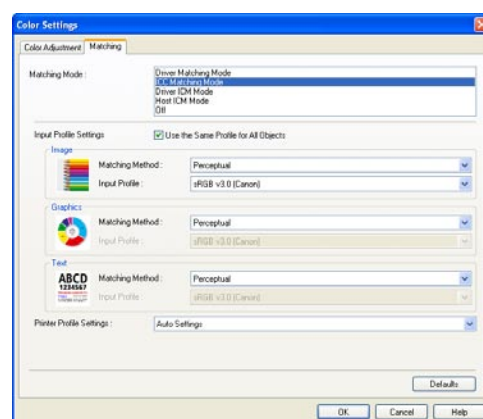 Color Settings
Color Adjustment Matching
Matching Mode :
Driver Matching Mode
ICC Matching Mode
Driver ICM Mode
Host ICM Mode
Off
Input Profile Settings Use the Same Profile for All Objects
Image
Matching Method : Perceptual
Input Profile : sRGB v3.0 (Canon)
Graphics
Matching Method : Perceptual
Input Profile : sRGB v3.0 (Canon)
Text
ABCD
1234567
Matching Method : Perceptual
Input Profile : sRGB v3.0 (Canon)
Printer Profile Settings : Auto Settings
Defaults
OK Cancel Help